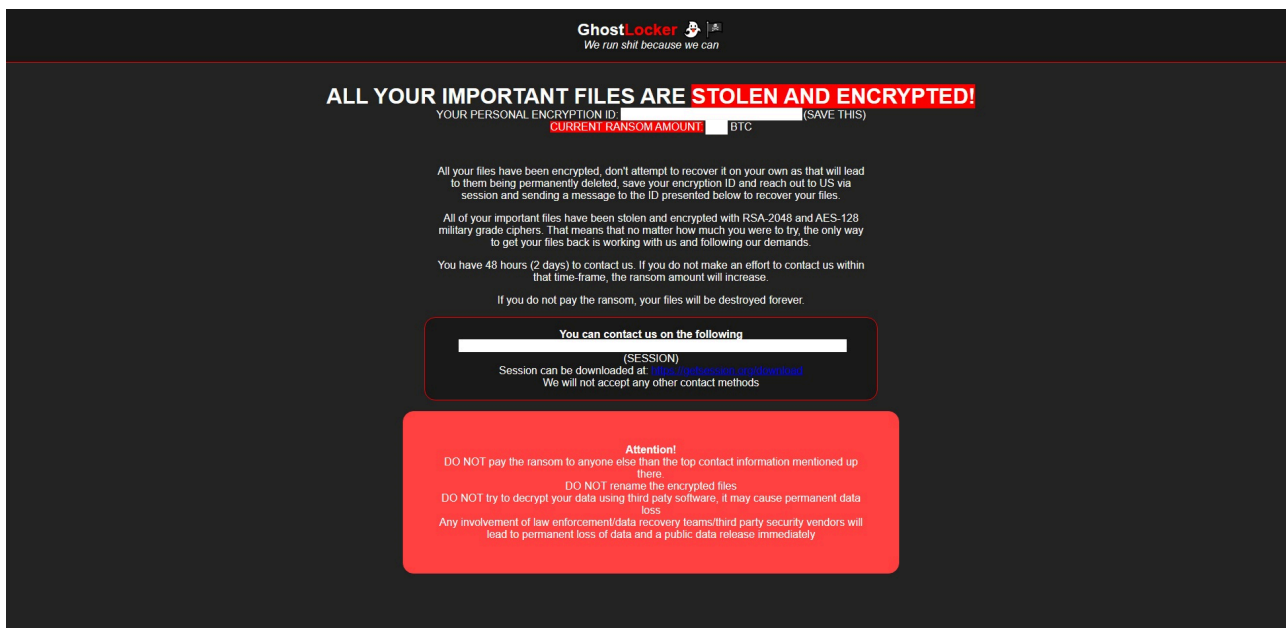 GhostLocker
We run shit because we can
ALL YOUR IMPORTANT FILES ARE STOLEN AND ENCRYPTED!
YOUR PERSONAL ENCRYPTION ID: (SAVE THIS)
CURRENT RANSOM AMOUNT: BTC
All your files have been encrypted, don't attempt to recover it on your own as that will lead
to them being permanently deleted, save your encryption ID and reach out to US via
session and sending a message to the ID presented below to recover your files.
All of your important files have been stolen and encrypted with RSA-2048 and AES-128
military grade ciphers. That means that no matter how much you were to try, the only way
to get your files back is working with us and following our demands.
You have 48 hours (2 days) to contact us. If you do not make an effort to contact us within
that time-frame, the ransom amount will increase.
If you do not pay the ransom, your files will be destroyed forever.
You can contact us on the following
(SESSION)
Session can be downloaded at:
We will not accept any other contact methods
Attention!
DO NOT pay the ransom to anyone else than the top contact information mentioned up
there.
DO NOT rename the encrypted files
DO NOT try to decrypt your data using third paty software, it may cause permanent data
loss
Any involvement of law enforcement/data recovery teams/third party security vendors will
lead to permanent loss of data and a public data release immediately